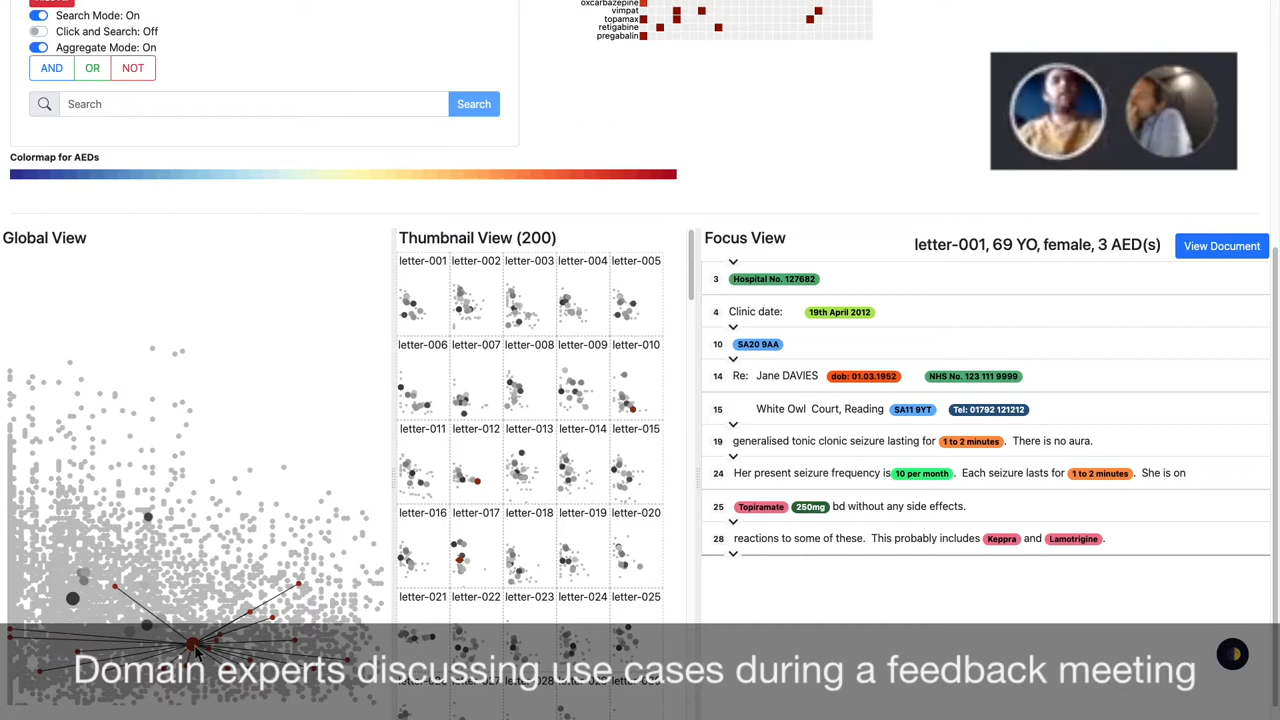 oxcarbazepine
vimpat
topamax
retigabine
pregabalin
Search Mode: On
Click and Search: Off
Aggregate Mode: On
AND OR NOT
Search Search
Colormap for AEDs
Global View
Thumbnail View (200)
letter-001 letter-002 letter-003 letter-004 letter-005
letter-006 letter-007 letter-008 letter-009 letter-010
letter-011 letter-012 letter-013 letter-014 letter-015
letter-016 letter-017 letter-018 letter-019 letter-020
letter-021 letter-022 letter-023 letter-024 letter-025
Focus View
letter-001, 69 YO, female, 3 AED(s) View Document
3 Hospital No. 127682
4 Clinic date: 19th April 2012
10 SA20 9AA
14 Re: Jane DAVIES dob: 01.03.1952 NHS No. 123 111 9999
15 White Owl Court, Reading SA11 9YT Tel: 01792 121212
19 generalised tonic clonic seizure lasting for 1 to 2 minutes. There is no aura.
24 Her present seizure frequency is 10 per month. Each seizure lasts for 1 to 2 minutes. She is on
25 Topiramate 250mg bd without any side effects.
28 reactions to some of these. This probably includes Keppra and Lamotrigine.
Domain experts discussing use cases during a feedback meeting